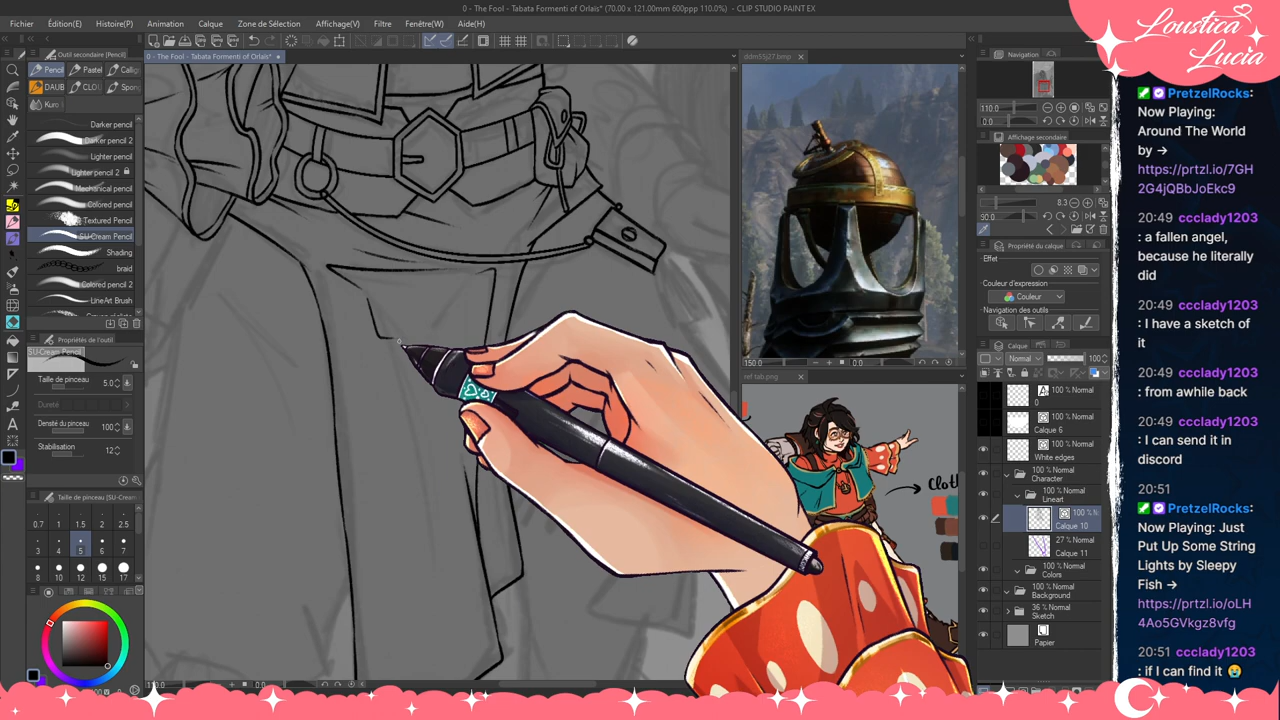 0 - The Fool - Tabata Formenti of Orlais* (70.00 x 121.00mm 600ppp 110.0%) - CLIP STUDIO PAINT EX
Fichier Édition(E) Histoire(P) Animation Calque Zone de Sélection Affichage(V) Filtre Fenêtre(W) Aide(H)
Outil secondaire [Pencil]
0 - The Fool - Tabata Formenti of Orlais*
ddm55j27.bmp
Navigation
Pencil Pastel Callig
DAUB CLO Spon
Kuro
Darker pencil
Darker pencil 2
Lighter pencil
Lighter pencil 2
Mechanical pencil
Colored pencil
Textured Pencil
SU-Cream Pencil
Shading
braid
Colored pencil 2
LineArt Brush
Propriétés de l'outil
SU-Cream Pencil
Taille de pinceau 5.0
Dureté
Densité du pinceau 100
Stabilisation 12
Taille de pinceau [SU-Cream
0.7 1 1.5 2 2.5
3 4 5 6 7
8 10 12 15 17
110.0
0.0
Affichage secondaire
8.3
90.0
Propriété du calque
Effet
Couleur d'expression
Couleur
Navigation des outils
Calque
Normal 100
100 % Normal
0
100 % Normal
Calque 6
100 % Normal
White edges
100 % Normal
Character
100 % Normal
Lineart
100 % N
Calque 10
27 % Normal
Calque 11
100 % Normal
Colors
100 % Normal
Background
36 % Normal
Sketch
Papier
150.0
ref tab.png
Cloth
Loustica
Lucia
PretzelRocks:
Now Playing:
Around The World
by →
https://prtzl.io/7GH
2G4jQBbJoEkc9
20:49 ccclady1203
: a fallen angel,
because he literally
did
20:49 ccclady1203
: I have a sketch of
it
20:49 ccclady1203
: from awhile back
20:49 ccclady1203
: I can send it in
discord
20:51
PretzelRocks:
Now Playing: Just
Put Up Some String
Lights by Sleepy
Fish →
https://prtzl.io/oLH
4Ao5GVkgz8vfg
20:51 ccclady1203
: if I can find it 😭